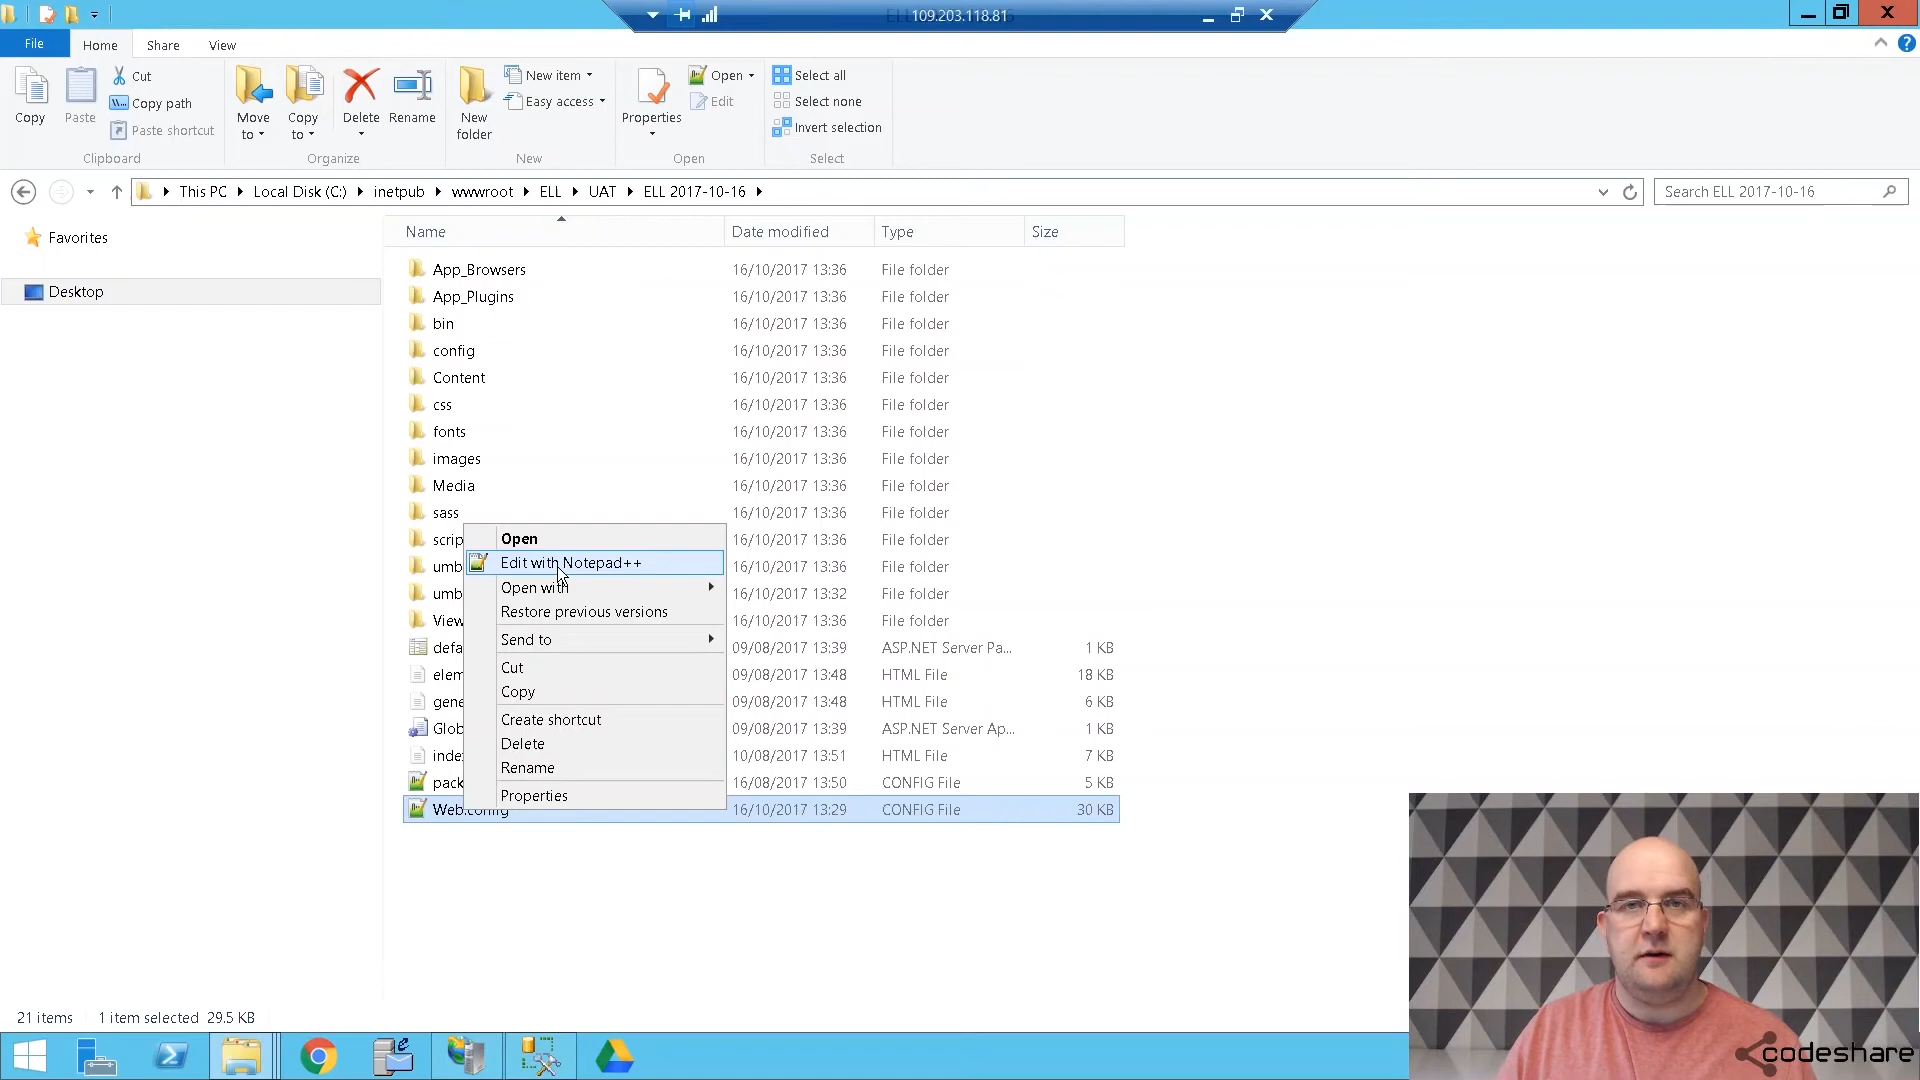 109.203.118.81
File Home Share View
Copy
Paste
Cut
Copy path
Paste shortcut
Clipboard
Move to
Copy to
Delete
Rename
Organize
New folder
New item
Easy access
New
Properties
Open
Edit
Open
Select all
Select none
Invert selection
Select
This PC Local Disk (C:) inetpub wwwroot ELL UAT ELL 2017-10-16
Search ELL 2017-10-16
Favorites
Desktop
Name Date modified Type Size
App_Browsers 16/10/2017 13:36 File folder
App_Plugins 16/10/2017 13:36 File folder
bin 16/10/2017 13:36 File folder
config 16/10/2017 13:36 File folder
Content 16/10/2017 13:36 File folder
css 16/10/2017 13:36 File folder
fonts 16/10/2017 13:36 File folder
images 16/10/2017 13:36 File folder
Media 16/10/2017 13:36 File folder
sass 16/10/2017 13:36 File folder
scrip 16/10/2017 13:36 File folder
umb 16/10/2017 13:36 File folder
umb 16/10/2017 13:32 File folder
View 16/10/2017 13:36 File folder
defa 09/08/2017 13:39 ASP.NET Server Pa... 1 KB
elem 09/08/2017 13:48 HTML File 18 KB
gene 09/08/2017 13:48 HTML File 6 KB
Glob 09/08/2017 13:39 ASP.NET Server Ap... 1 KB
inde 10/08/2017 13:51 HTML File 7 KB
pack 16/08/2017 13:50 CONFIG File 5 KB
Web.config 16/10/2017 13:29 CONFIG File 30 KB
Open
Edit with Notepad++
Open with
Restore previous versions
Send to
Cut
Copy
Create shortcut
Delete
Rename
Properties
21 items 1 item selected 29.5 KB
codeshare